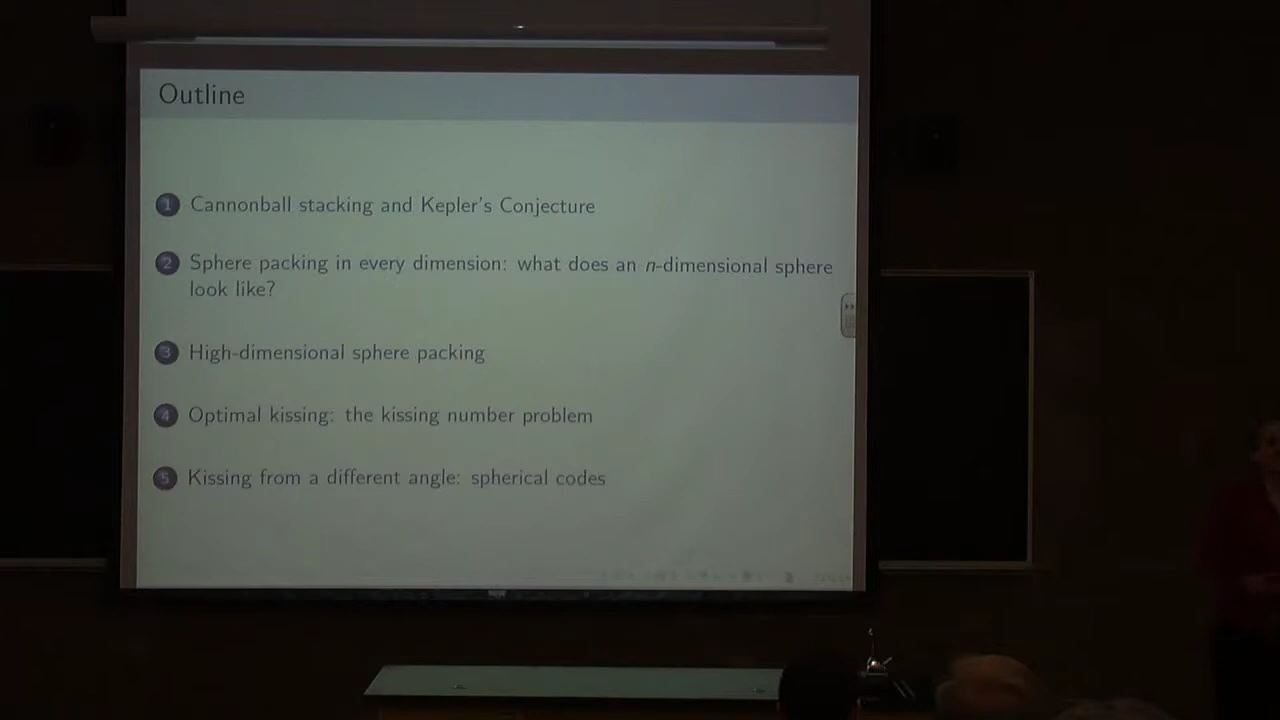 Outline
1 Cannonball stacking and Kepler's Conjecture
2 Sphere packing in every dimension: what does an n-dimensional sphere
look like?
3 High-dimensional sphere packing
4 Optimal kissing: the kissing number problem
5 Kissing from a different angle: spherical codes